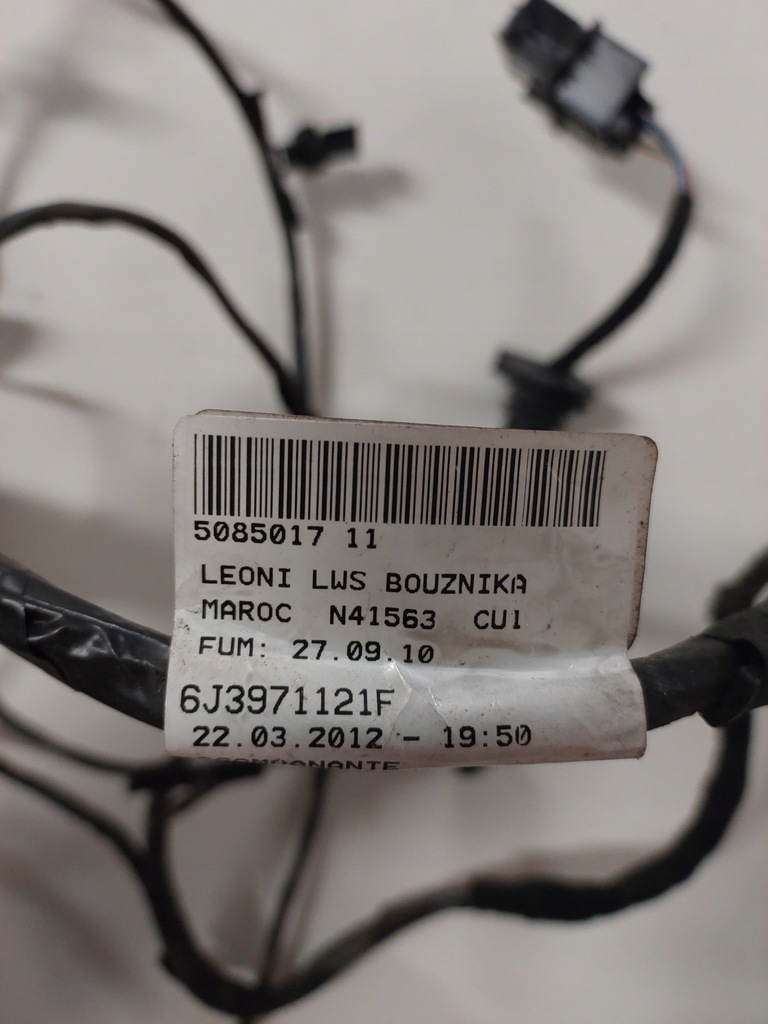 5085017 11
LEONI LWS BOUZNIKA
MAROC N41563 CU1
FUM: 27.09.10
6J3971121F
22.03.2012 - 19:50